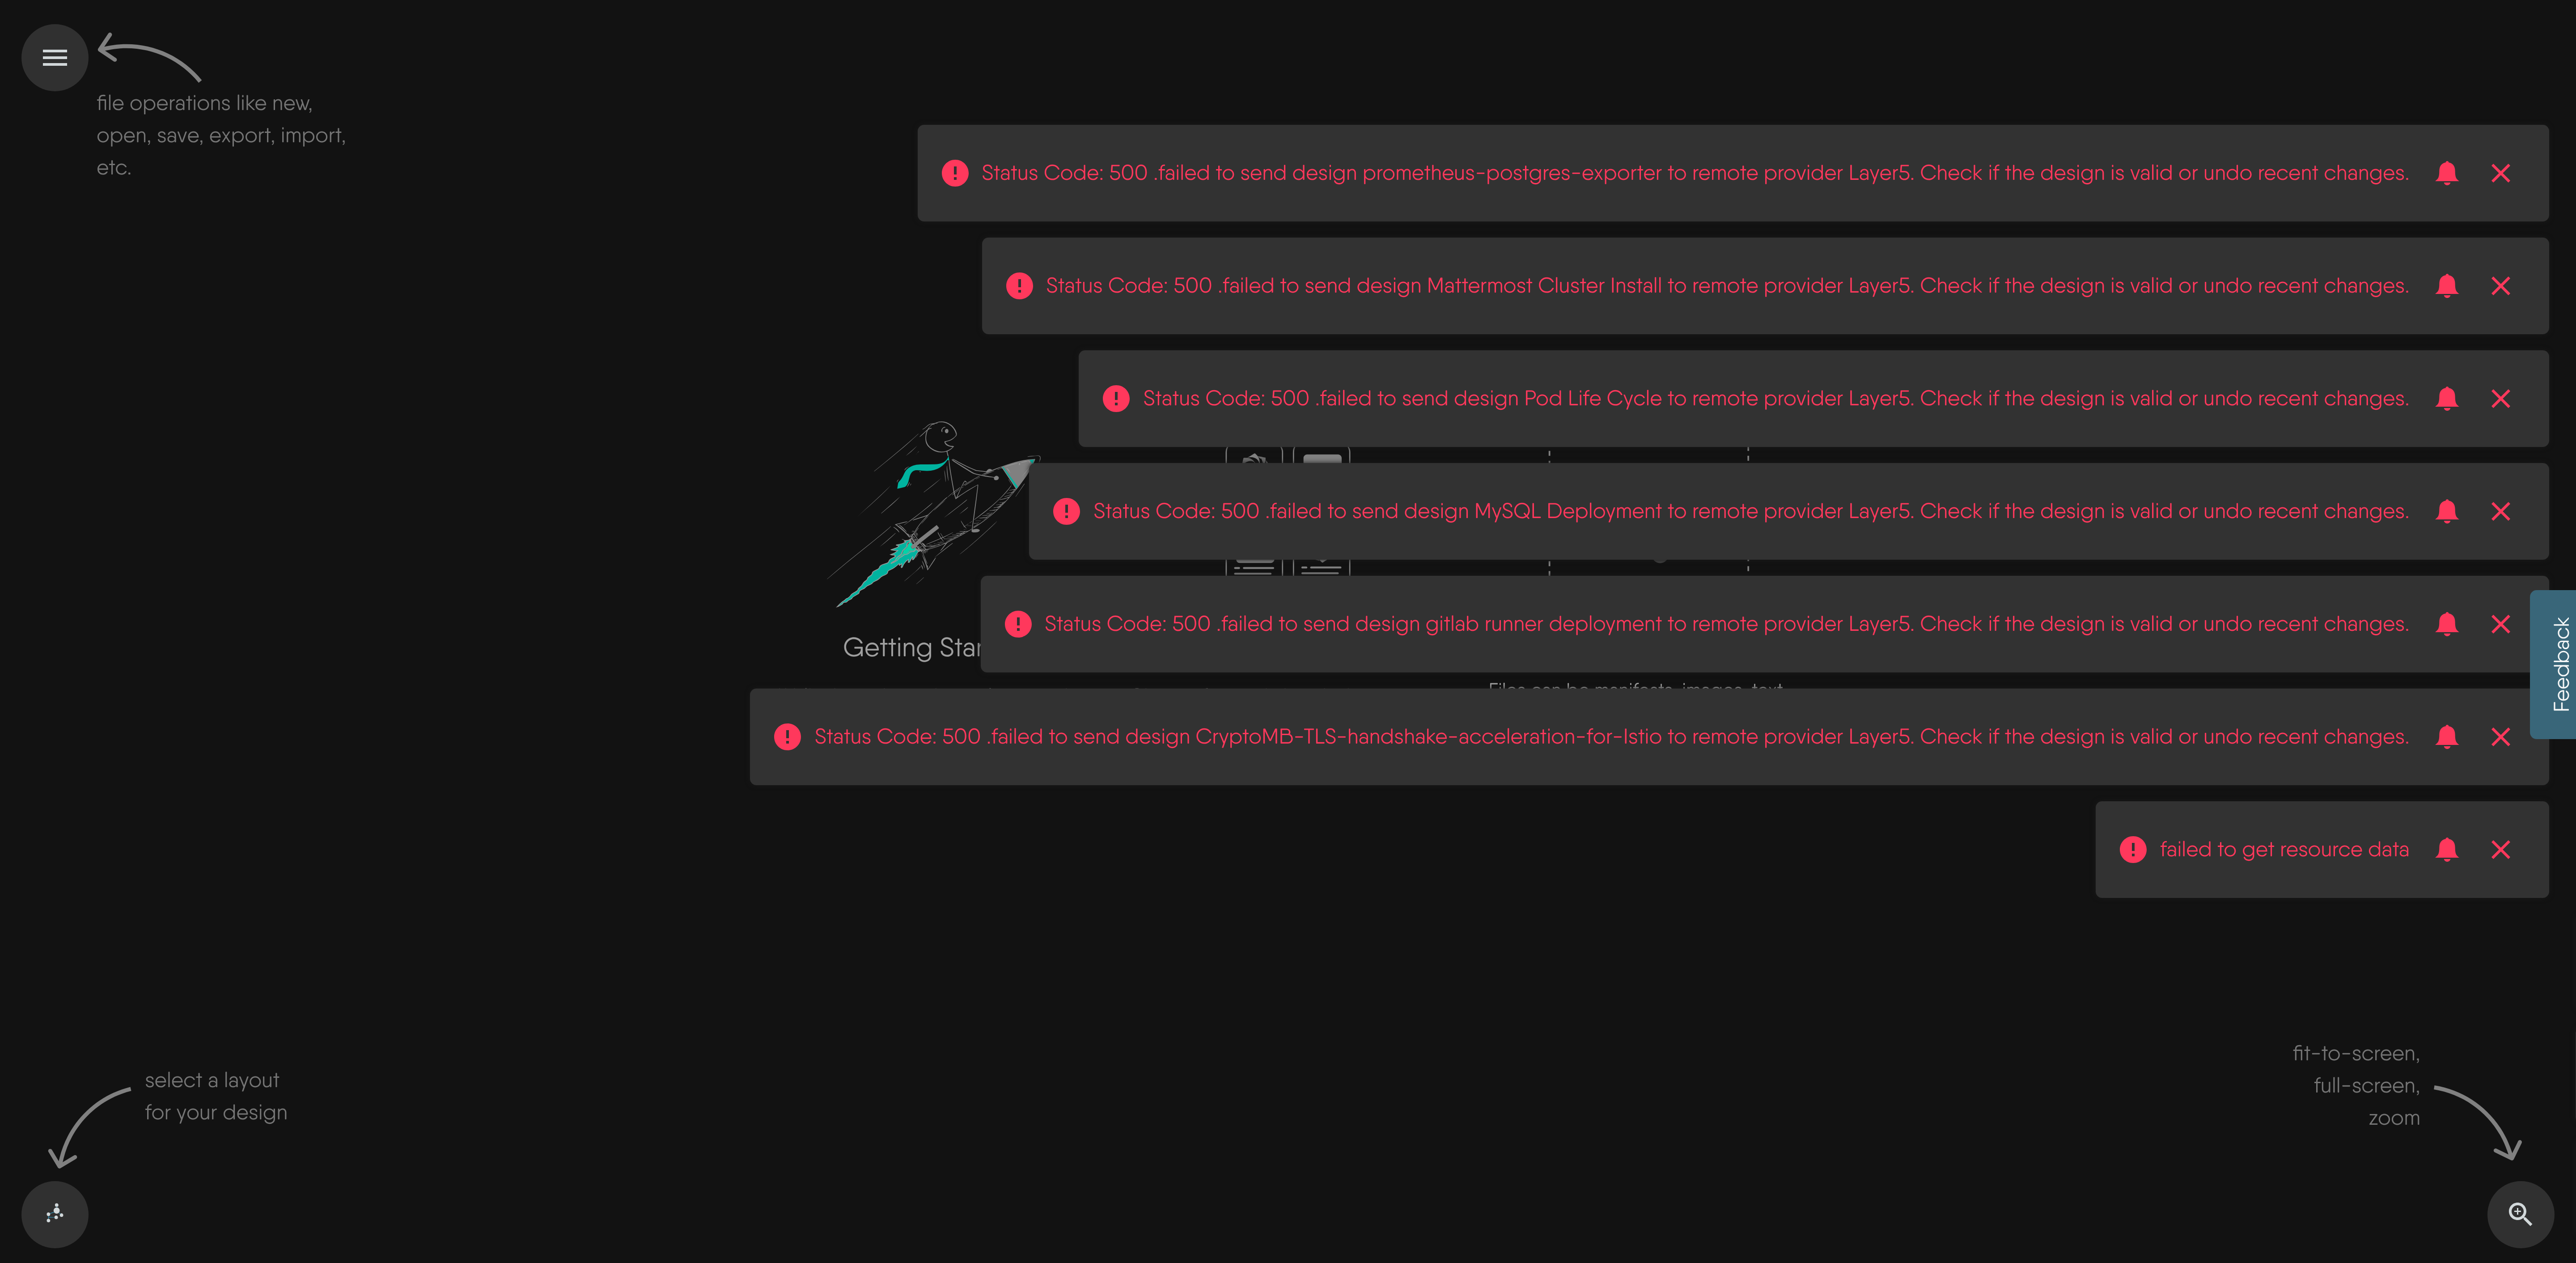 file operations like new,
open, save, export, import,
etc.
Status Code: 500 .failed to send design prometheus-postgres-exporter to remote provider Layer5. Check if the design is valid or undo recent changes.
Status Code: 500 .failed to send design Mattermost Cluster Install to remote provider Layer5. Check if the design is valid or undo recent changes.
Status Code: 500 .failed to send design Pod Life Cycle to remote provider Layer5. Check if the design is valid or undo recent changes.
Status Code: 500 .failed to send design MySQL Deployment to remote provider Layer5. Check if the design is valid or undo recent changes.
Status Code: 500 .failed to send design gitlab runner deployment to remote provider Layer5. Check if the design is valid or undo recent changes.
Getting Star
Files can be manifests, images, text
Status Code: 500 .failed to send design CryptoMB-TLS-handshake-acceleration-for-Istio to remote provider Layer5. Check if the design is valid or undo recent changes.
Feedback
failed to get resource data
select a layout
for your design
fit-to-screen,
full-screen,
zoom